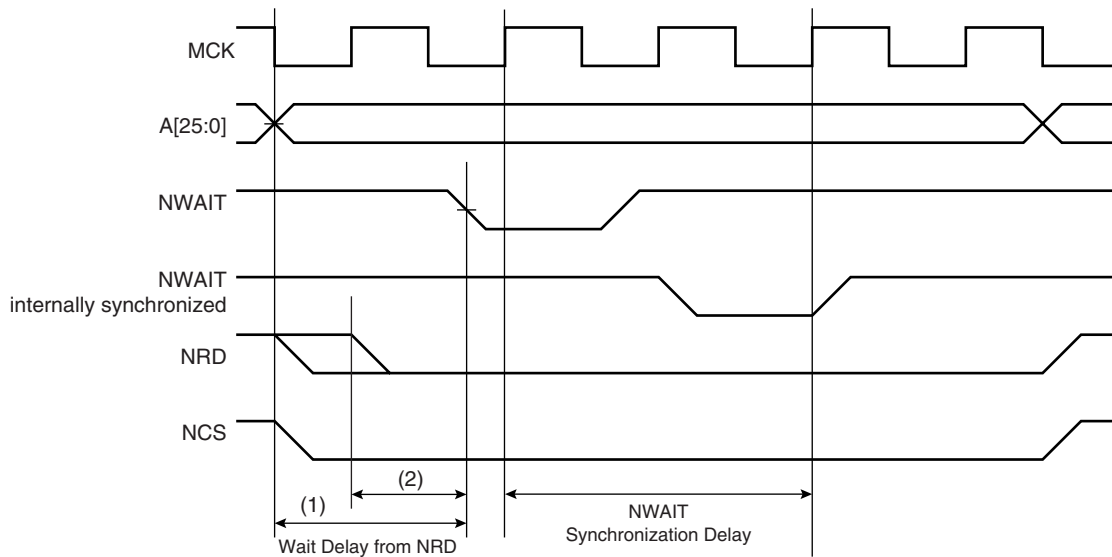 MCK
A[25:0]
NWAIT
NWAIT
internally synchronized
NRD
NCS
(2)
(1)
Wait Delay from NRD
NWAIT
Synchronization Delay